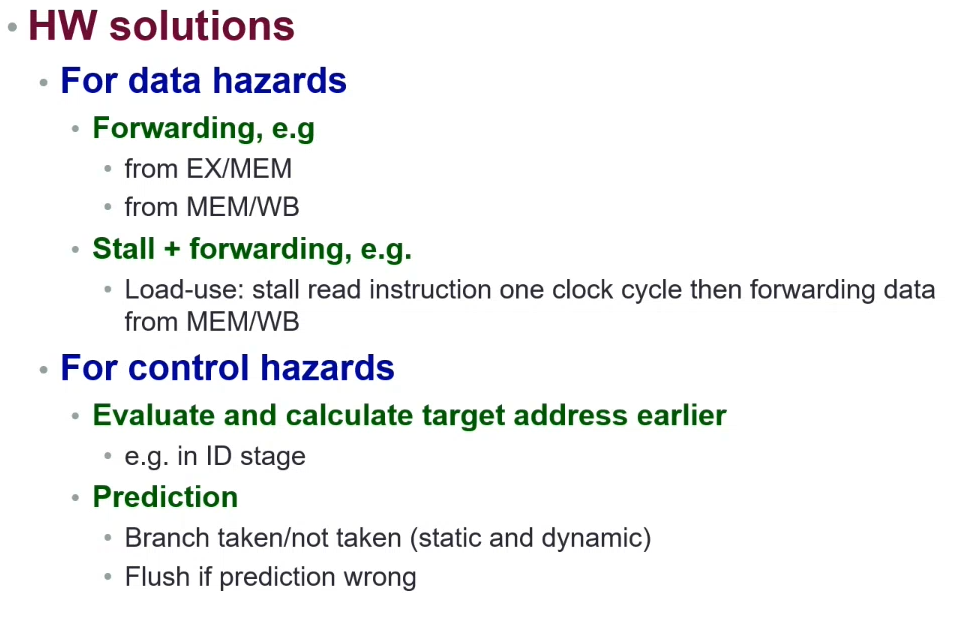 • HW solutions
• For data hazards
• Forwarding, e.g
• from EX/MEM
• from MEM/WB
• Stall + forwarding, e.g.
• Load-use: stall read instruction one clock cycle then forwarding data
from MEM/WB
• For control hazards
• Evaluate and calculate target address earlier
• e.g. in ID stage
• Prediction
• Branch taken/not taken (static and dynamic)
• Flush if prediction wrong